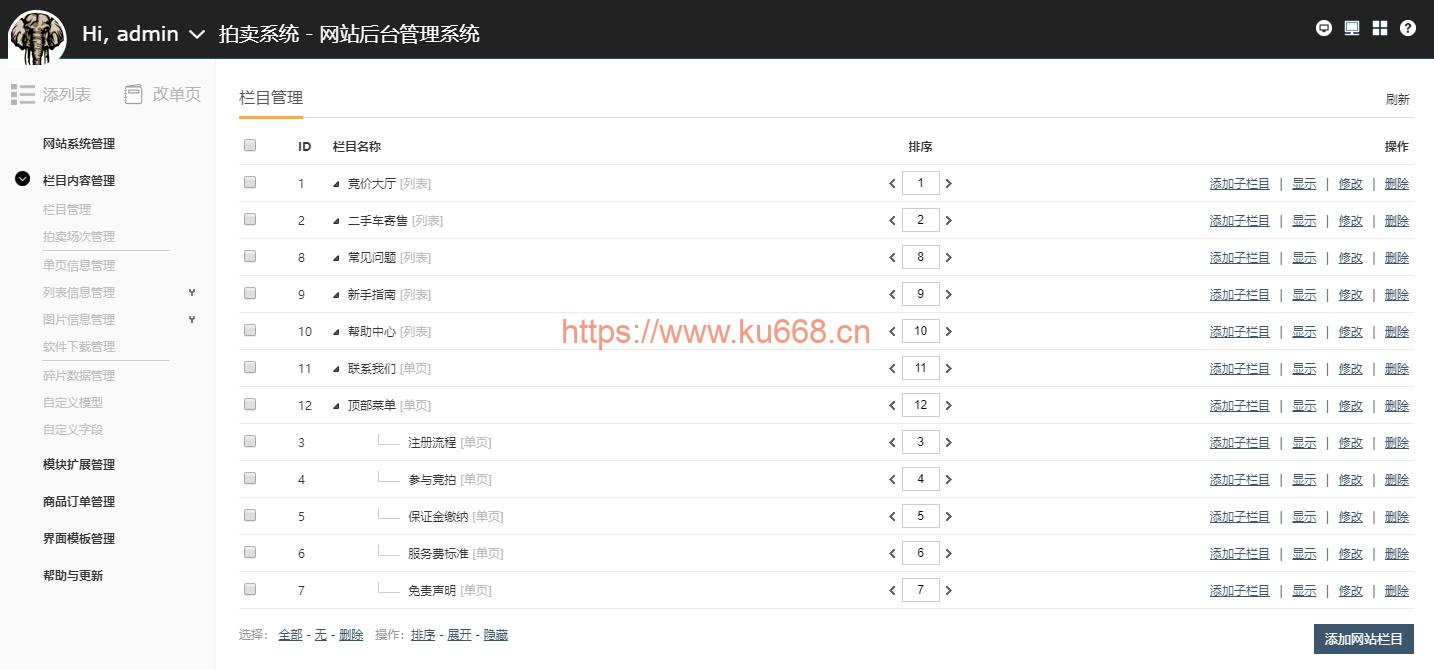 Hi, admin 拍卖系统 - 网站后台管理系统
添列表 改单页
网站系统管理
栏目内容管理
栏目管理
拍卖场次管理
单页信息管理
列表信息管理
图片信息管理
软件下载管理
碎片数据管理
自定义模型
自定义字段
模块扩展管理
商品订单管理
界面模板管理
帮助与更新
栏目管理 刷新
ID 栏目名称 排序 操作
1 竞价大厅 [列表] 1 添加子栏目 | 显示 | 修改 | 删除
2 二手车寄售 [列表] 2 添加子栏目 | 显示 | 修改 | 删除
8 常见问题 [列表] 8 添加子栏目 | 显示 | 修改 | 删除
9 新手指南 [列表] 9 添加子栏目 | 显示 | 修改 | 删除
10 帮助中心 [列表] 10 添加子栏目 | 显示 | 修改 | 删除
https://www.ku668.cn
11 联系我们 [单页] 11 添加子栏目 | 显示 | 修改 | 删除
12 顶部菜单 [单页] 12 添加子栏目 | 显示 | 修改 | 删除
3 注册流程 [单页] 3 添加子栏目 | 显示 | 修改 | 删除
4 参与竞拍 [单页] 4 添加子栏目 | 显示 | 修改 | 删除
5 保证金缴纳 [单页] 5 添加子栏目 | 显示 | 修改 | 删除
6 服务费标准 [单页] 6 添加子栏目 | 显示 | 修改 | 删除
7 免责声明 [单页] 7 添加子栏目 | 显示 | 修改 | 删除
选择： 全部 - 无 - 删除 操作： 排序 - 展开 - 隐藏
添加网站栏目